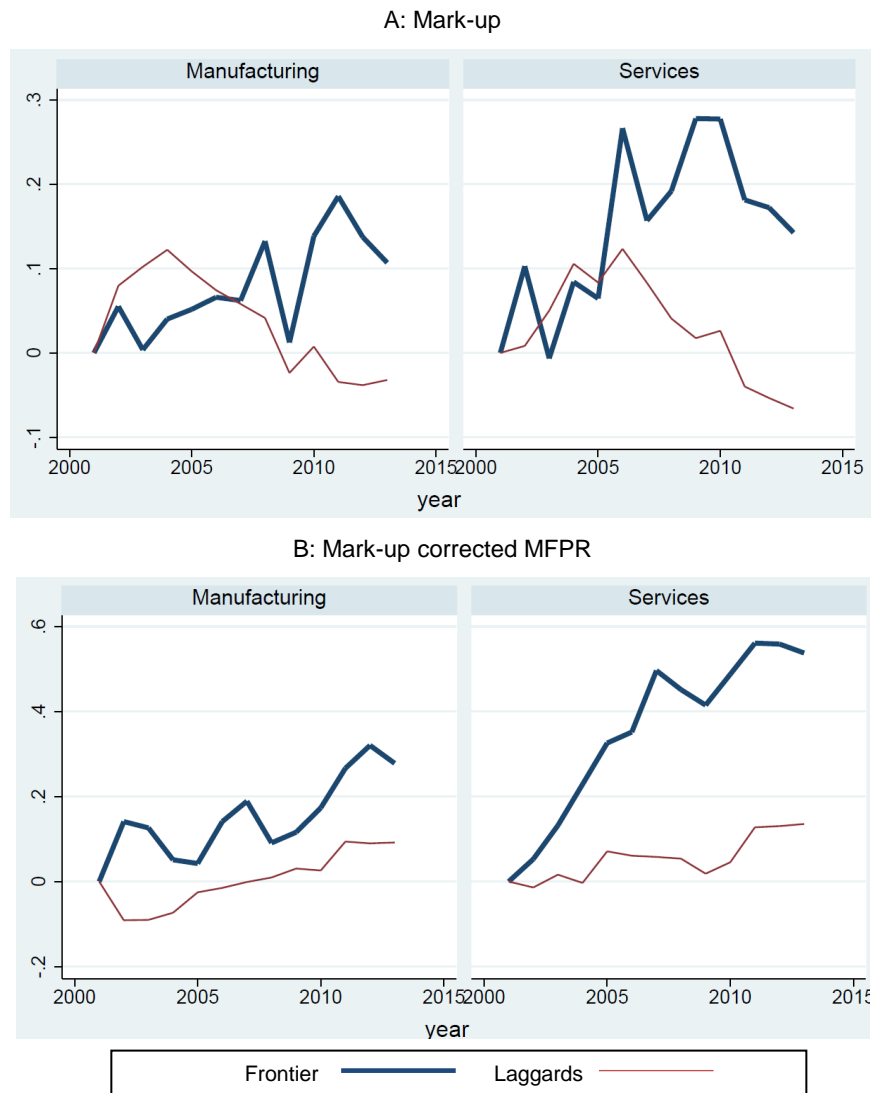 A: Mark-up
Manufacturing
Services
.3
.2
.1
0
-.1
2000 2005 2010 2015
2000 2005 2010 2015
year
B: Mark-up corrected MFPR
Manufacturing
Services
.6
.4
.2
0
-.2
2000 2005 2010 2015
2000 2005 2010 2015
year
Frontier Laggards